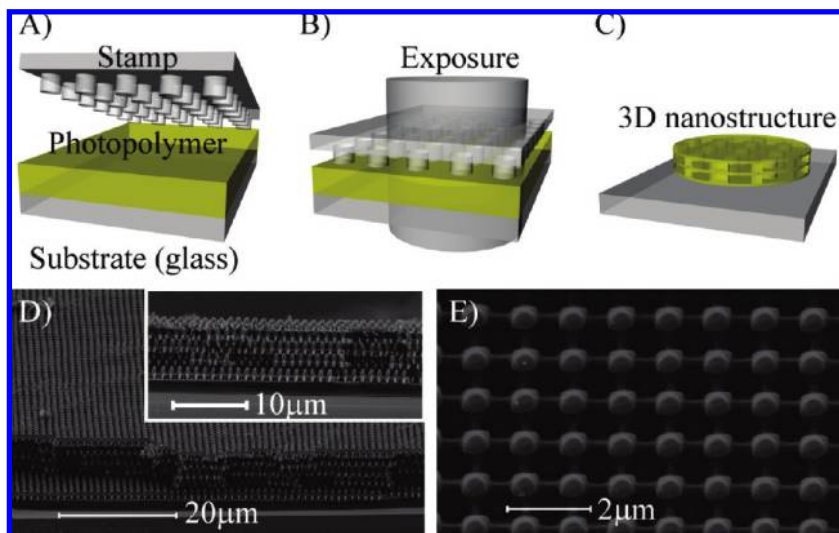 A)
Stamp
Photopolymer
Substrate (glass)
B)
Exposure
C)
3D nanostructure
D)
10μm
20μm
E)
2μm